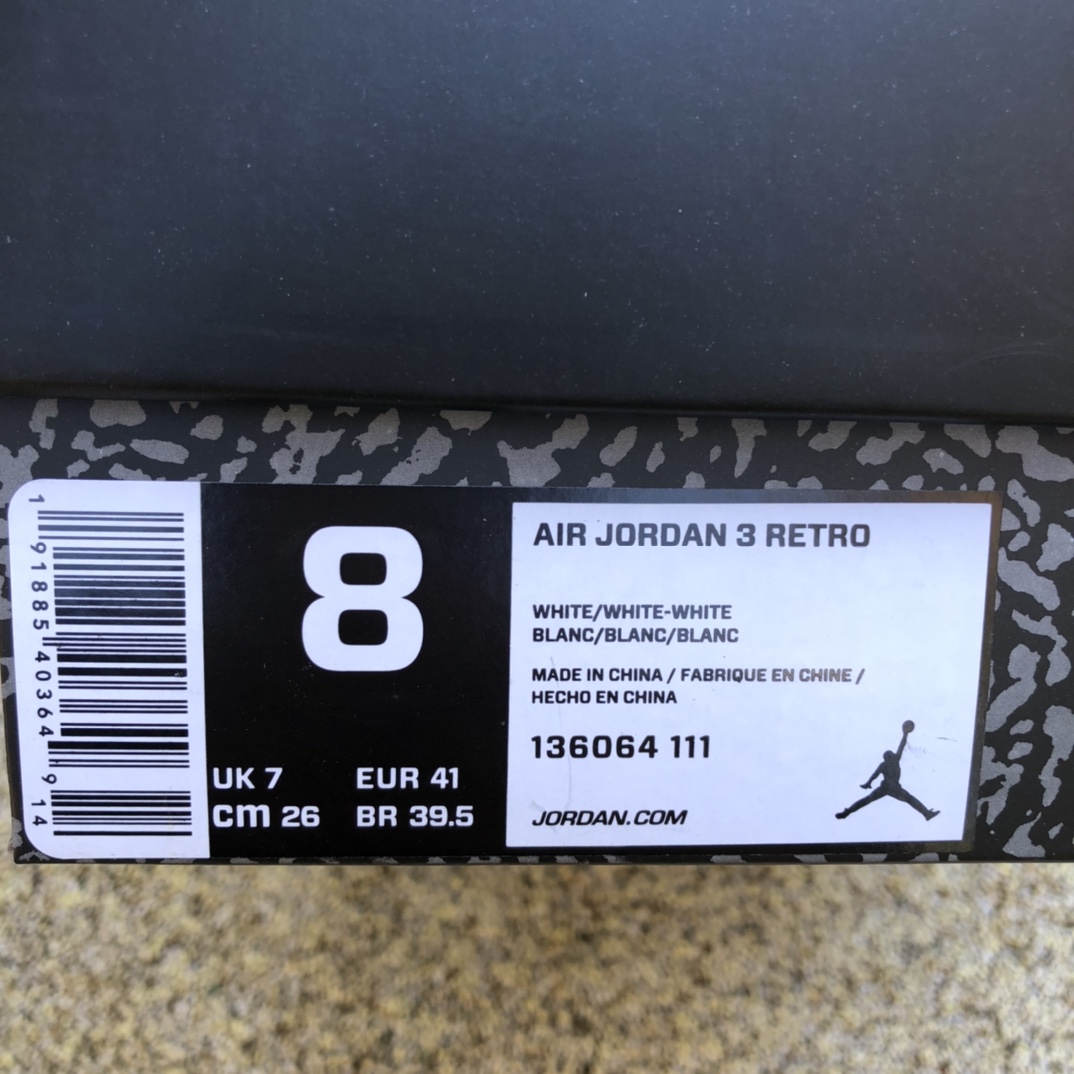 1 91885 40364 9 14
8
UK 7 EUR 41
cm 26 BR 39.5
AIR JORDAN 3 RETRO
WHITE/WHITE-WHITE
BLANC/BLANC/BLANC
MADE IN CHINA / FABRIQUE EN CHINE /
HECHO EN CHINA
136064 111
JORDAN.COM